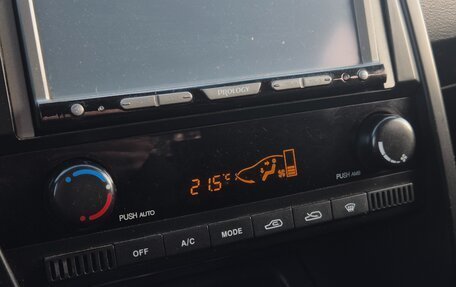 PROLOGY
21.5°C
PUSH AUTO
PUSH AMB
OFF
A/C
MODE